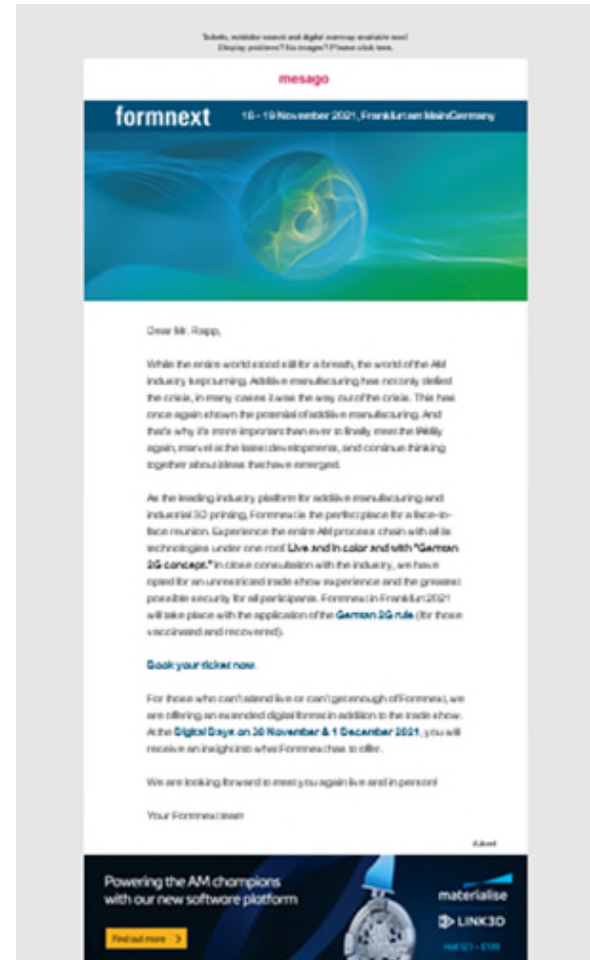 Tickets, exhibitor search and digital warmup available now!
Display problems? No images? Please click here.
mesago
formnext 16 – 19 November 2021, Frankfurt am Main Germany
Dear Mr. Rapp,
While the entire world stood still for a breath, the world of the AM
industry kept turning. Additive manufacturing has not only defied
the crisis, in many cases it was the way out of the crisis. This has
once again shown the potential of additive manufacturing. And
that's why it's more important than ever to finally meet the
again, marvel at the latest developments, and continue thinking
together about ideas that have emerged.
As the leading industry platform for additive manufacturing and
industrial 3D printing, Formnext is the perfect place for a face-to-
face reunion. Experience the entire AM process chain with all its
technologies under one roof. Live and in color and with "German
2G concept." In close consultation with the industry, we have
opted for an unrestricted trade show experience and the greatest
possible security for all participants. Formnext in Frankfurt 2021
will take place with the application of the German 2G rule (for those
vaccinated and recovered).
Book your ticket now.
For those who can't attend live or can't get enough of Formnext, we
are offering an extended digital format in addition to the trade show.
At the Digital Days on 30 November & 1 December 2021, you will
receive an insight into what Formnext has to offer.
We are looking forward to meet you again live and in person!
Your Formnext team
Advert
Powering the AM champions
with our new software platform
Find out more >
materialise
LINK3D